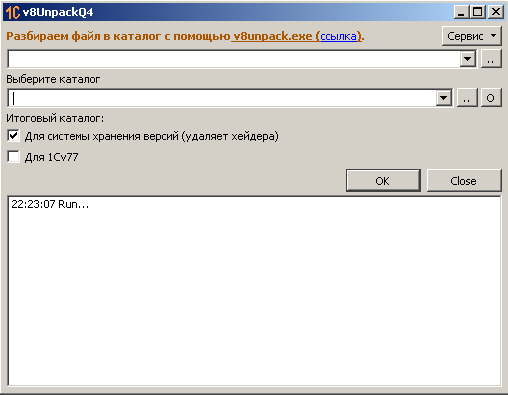 1C v8UnpackQ4
Разбираем файл в каталог с помощью v8unpack.exe (ссылка).
Сервис
..
Выберите каталог
.. О
Итоговый каталог:
Для системы хранения версий (удаляет хейдера)
Для 1Cv77
OK Close
22:23:07 Run...